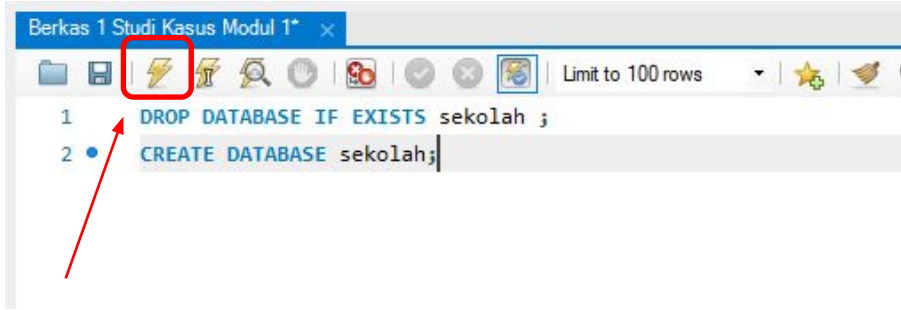 Berkas 1 Studi Kasus Modul 1*
Limit to 100 rows
1 DROP DATABASE IF EXISTS sekolah ;
2 CREATE DATABASE sekolah;